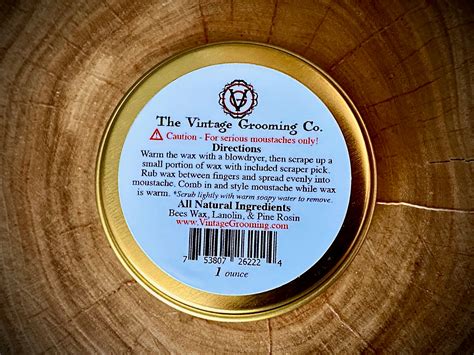 The Vintage Grooming Co.
Caution - For serious moustaches only!
Directions
Warm the wax with a blowdryer, then scrape up a
small portion of wax with included scraper pick.
Rub wax between fingers and spread evenly into
moustache. Comb in and style moustache while wax
is warm. *Scrub lightly with warm soapy water to remove.
All Natural Ingredients
Bees Wax, Lanolin, & Pine Rosin
www.VintageGrooming.com
7 53807 26222 4
1 ounce